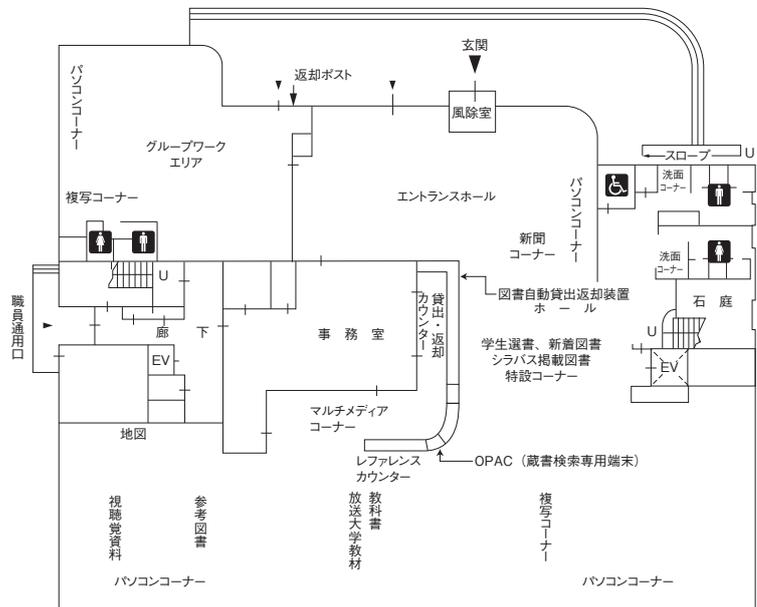 玄関
返却ポスト
風除室
パソコンコーナー
グループワーク
エリア
エントランスホール
スロープ
U
洗面
コーナー
パソコンコーナー
複写コーナー
新聞
コーナー
洗面
コーナー
U
貸出・返却
カウンター
図書自動貸出返却装置
ホール
石庭
職員通用口
廊下
事務室
学生選書、新着図書
シラバス掲載図書
特設コーナー
U
EV
EV
マルチメディア
コーナー
地図
レファレンス
カウンター
OPAC（蔵書検索専用端末）
視聴覚資料
参考図書
教科書
放送大学教材
複写コーナー
パソコンコーナー
パソコンコーナー